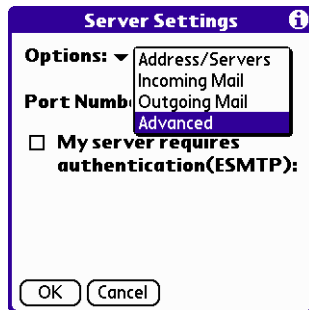 Server Settings
Options:
Address/Servers
Incoming Mail
Outgoing Mail
Advanced
Port Numb
My server requires
authentication(ESMTP):
OK
Cancel